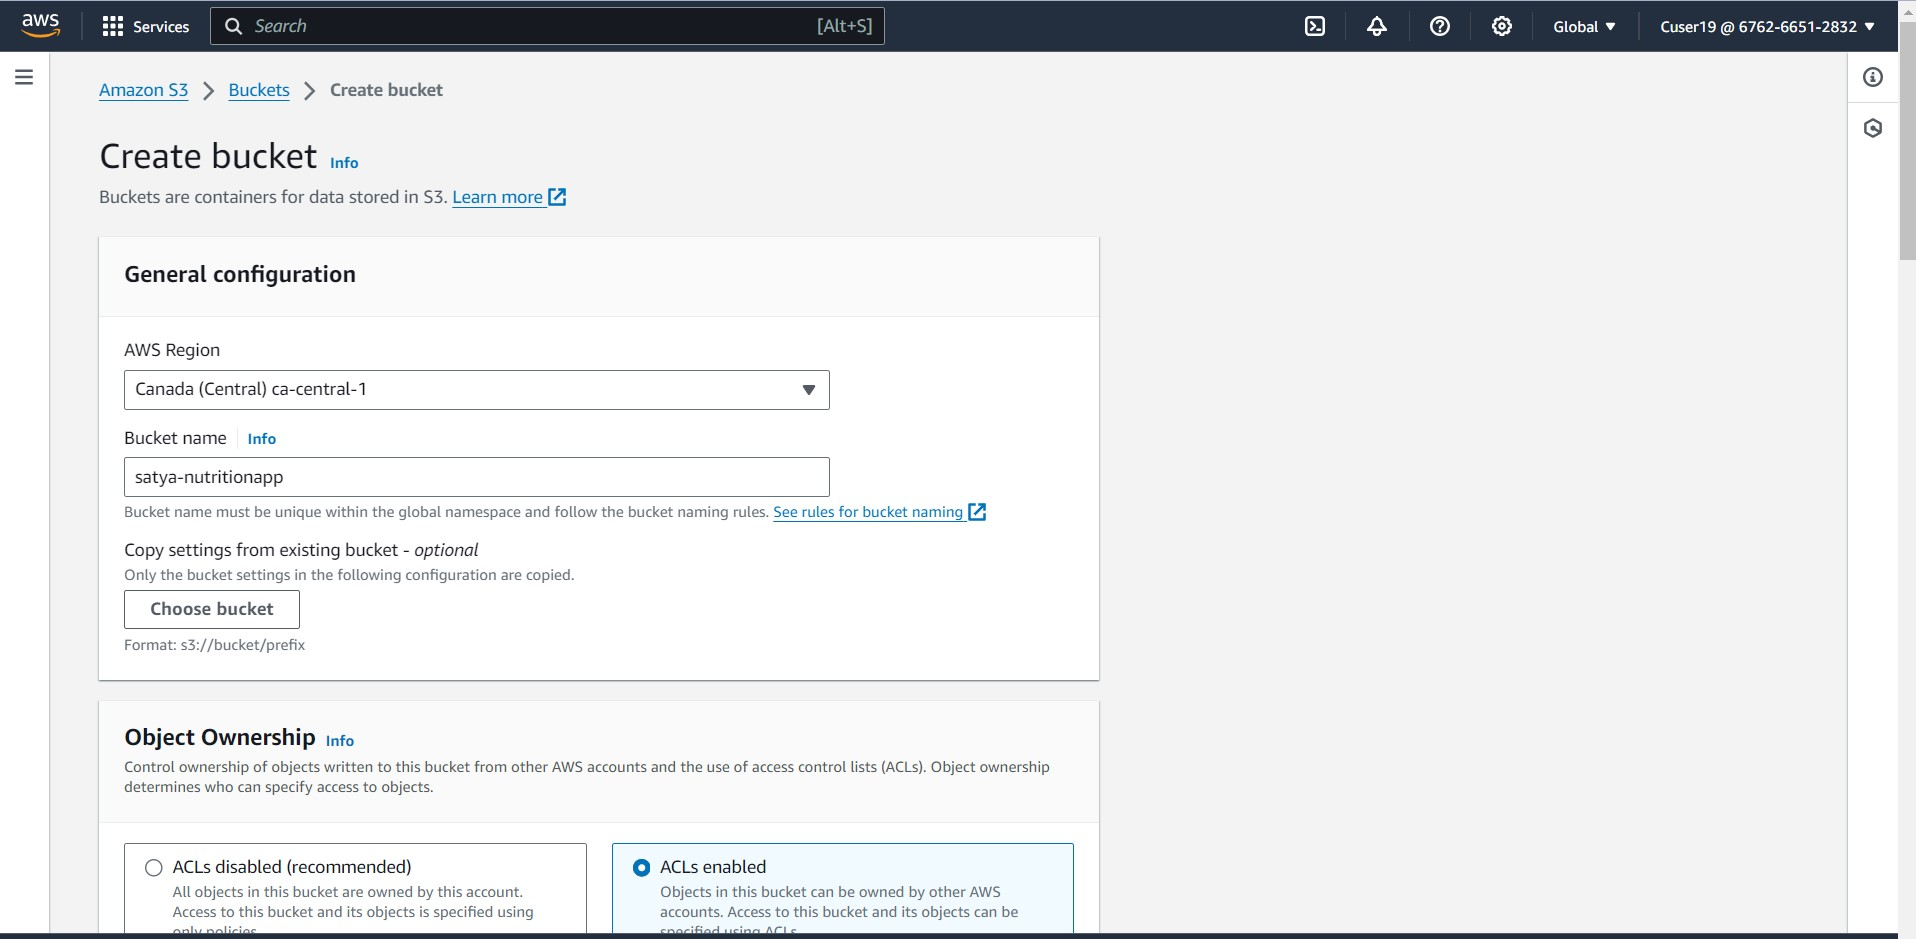 aws
Services
Search
[Alt+S]
Global
Cuser19 @ 6762-6651-2832
Amazon S3
Buckets
Create bucket
Create bucket Info
Buckets are containers for data stored in S3. Learn more
General configuration
AWS Region
Canada (Central) ca-central-1
Bucket name Info
satya-nutritionapp
Bucket name must be unique within the global namespace and follow the bucket naming rules. See rules for bucket naming
Copy settings from existing bucket - optional
Only the bucket settings in the following configuration are copied.
Choose bucket
Format: s3://bucket/prefix
Object Ownership Info
Control ownership of objects written to this bucket from other AWS accounts and the use of access control lists (ACLs). Object ownership
determines who can specify access to objects.
ACLs disabled (recommended)
All objects in this bucket are owned by this account.
Access to this bucket and its objects is specified using
only policies.
ACLs enabled
Objects in this bucket can be owned by other AWS
accounts. Access to this bucket and its objects can be
specified using ACLs.